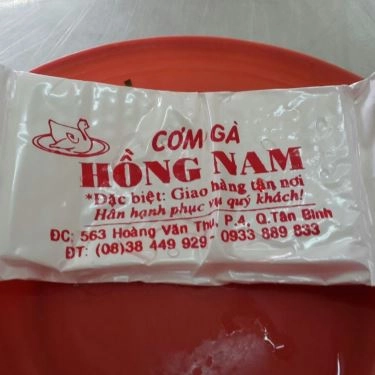 CƠM GÀ
HỒNG NAM
*Đặc biệt: Giao hàng tận nơi
Hân hạnh phục vụ quý khách!
ĐC: 563 Hoàng Văn Thụ, P.4, Q.Tân Bình
ĐT: (08)38 449 929 - 0933 889 833